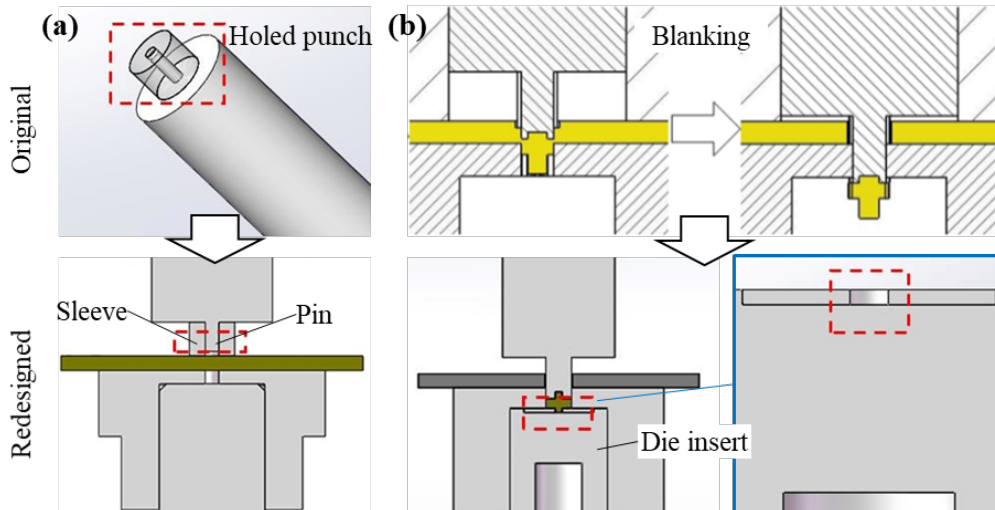 (a)
Holed punch
(b)
Blanking
Original
Sleeve
Pin
Redesigned
Die insert